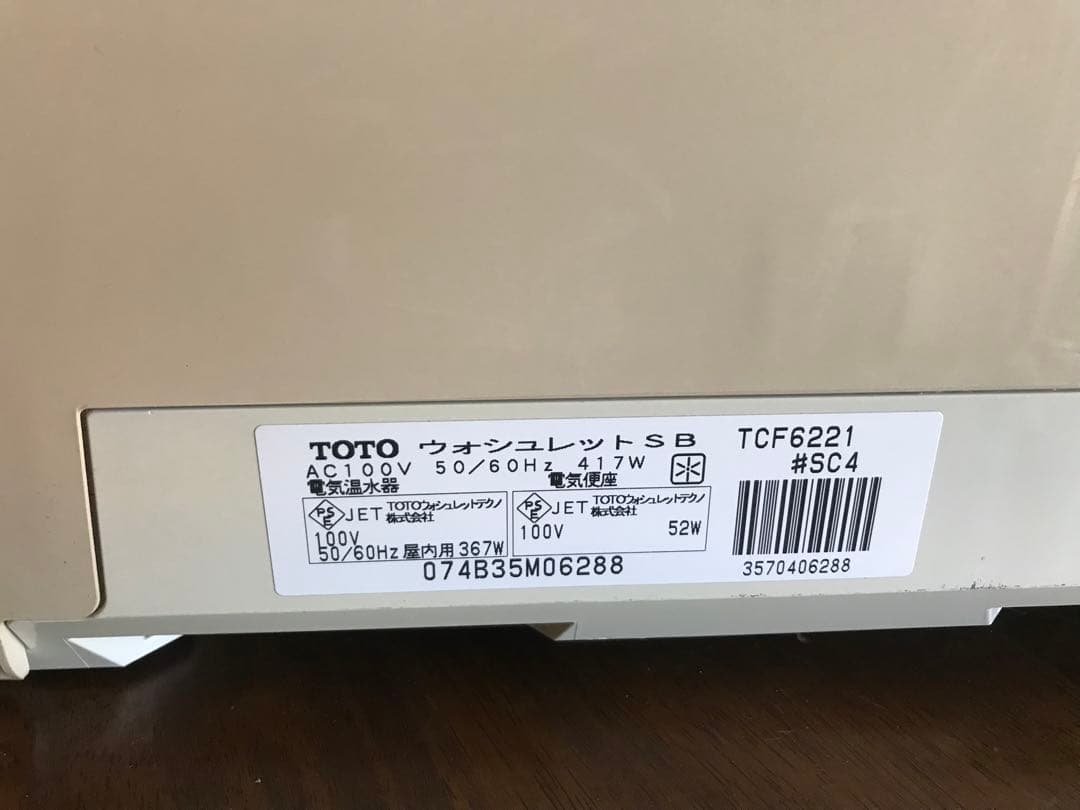 TOTO ウォシュレットSB
AC100V 50/60Hz 417W
電気温水器
PSE JET TOTOウォシュレットテクノ
株式会社
100V
50/60Hz 屋内用 367W
電気便座
PSE JET TOTOウォシュレットテクノ
株式会社
100V 52W
074B35M06288
TCF6221
#SC4
3570406288